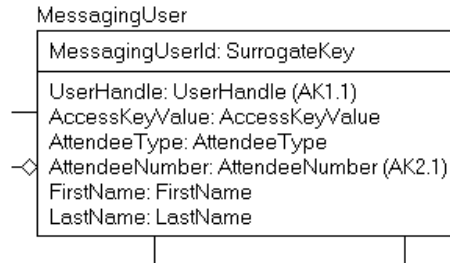 MessagingUser
MessagingUserId: SurrogateKey
UserHandle: UserHandle (AK1.1)
AccessKeyValue: AccessKeyValue
AttendeeType: AttendeeType
AttendeeNumber: AttendeeNumber (AK2.1)
FirstName: FirstName
LastName: LastName